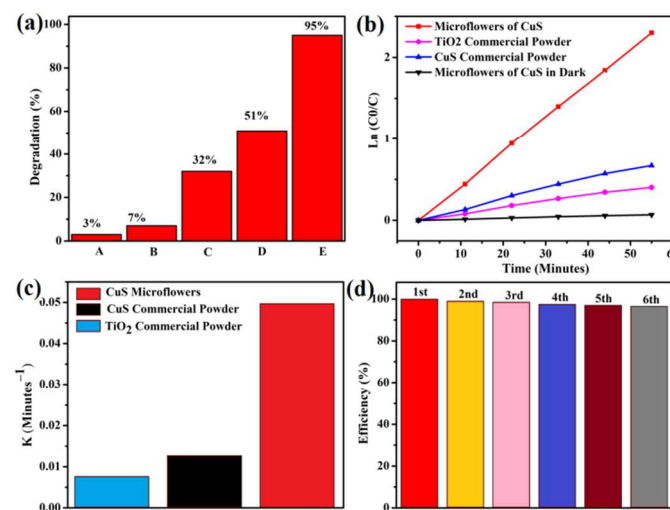 (a)
100
80
60
40
20
0
Degradation (%)
3%
7%
32%
51%
95%
A B C D E
(b)
Microflowers of CuS
TiO2 Commercial Powder
CuS Commercial Powder
Microflowers of CuS in Dark
2
1
0
Ln (C0/C)
0 10 20 30 40 50 6
Time (Minutes)
(c)
CuS Microflowers
CuS Commercial Powder
TiO2 Commercial Powder
0.05
0.04
0.03
0.02
0.01
0.00
K (Minutes⁻¹)
(d)
100
80
60
40
20
0
Efficiency (%)
1st 2nd 3rd 4th 5th 6th